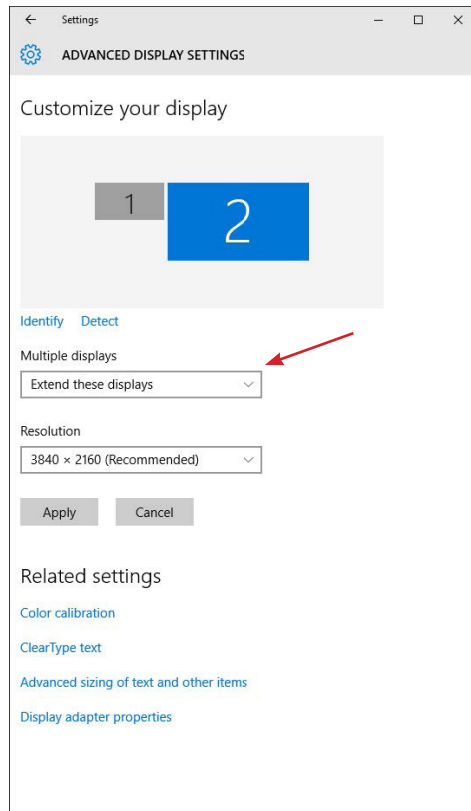 Settings
ADVANCED DISPLAY SETTINGS
Customize your display
1
2
Identify Detect
Multiple displays
Extend these displays
Resolution
3840 × 2160 (Recommended)
Apply Cancel
Related settings
Color calibration
ClearType text
Advanced sizing of text and other items
Display adapter properties